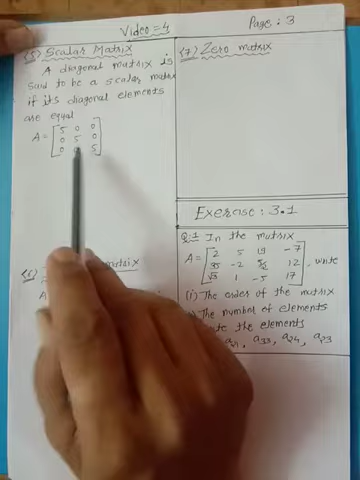 Video = 4
Page : 3
(5) Scalar Matrix
A diagonal matrix is
said to be a scalar matrix
if its diagonal elements
are equal
A = [5 0 0
0 5 0
0 0 5]
(7) Zero matrix
Exercise : 3.1
Q:1 In the matrix
A = [2 5 19 -7
35 -2 5/2 12
√3 1 -5 17], write
(i) The order of the matrix
The number of elements
the elements
a33, a24, a23